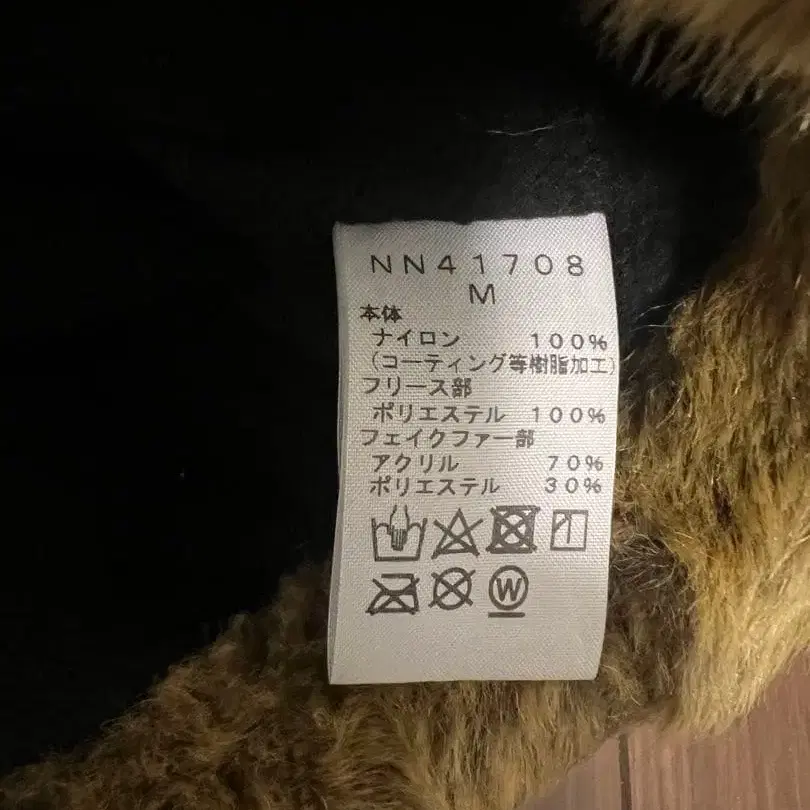 NN41708
M
本体
ナイロン 100%
(コーティング等樹脂加工)
フリース部
ポリエステル 100%
フェイクファー部
アクリル 70%
ポリエステル 30%
W